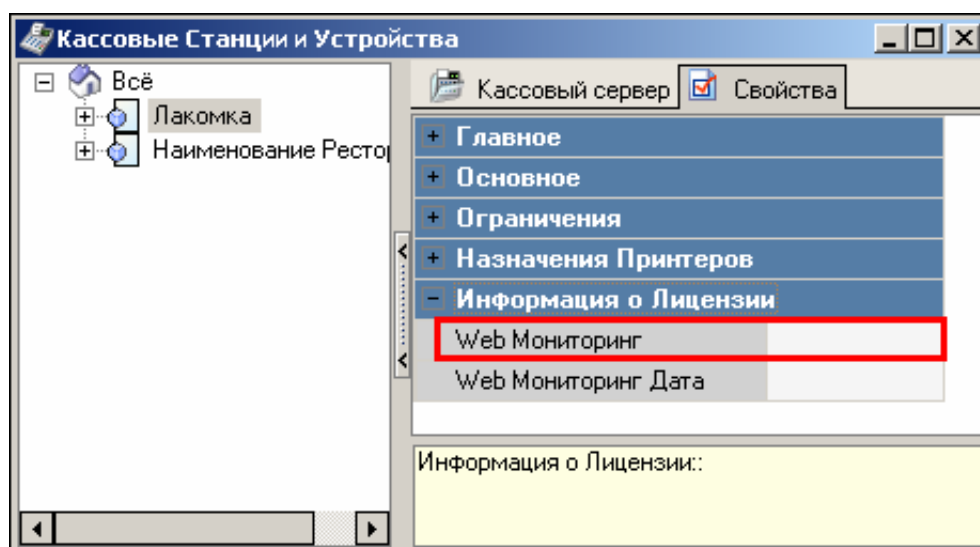 Кассовые Станции и Устройства
Всё
Лакомка
Наименование Рестор
Кассовый сервер
Свойства
Главное
Основное
Ограничения
Назначения Принтеров
Информация о Лицензии
Web Мониторинг
Web Мониторинг Дата
Информация о Лицензии::